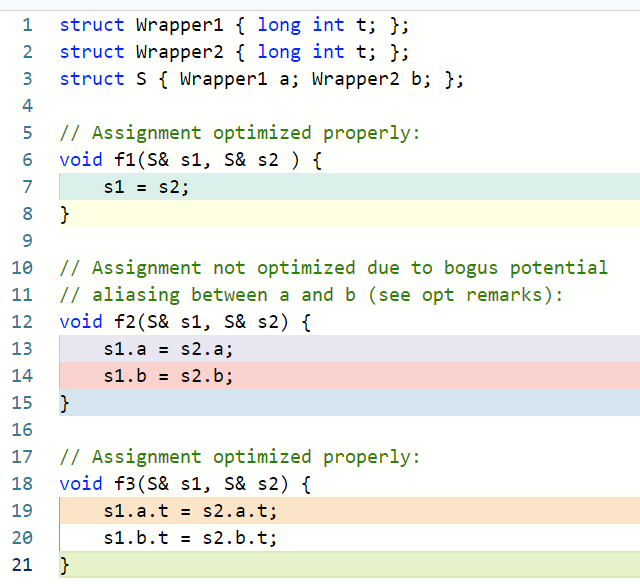 1 struct Wrapper1 { long int t; };
2 struct Wrapper2 { long int t; };
3 struct S { Wrapper1 a; Wrapper2 b; };
4
5 // Assignment optimized properly:
6 void f1(S& s1, S& s2 ) {
7     s1 = s2;
8 }
9
10 // Assignment not optimized due to bogus potential
11 // aliasing between a and b (see opt remarks):
12 void f2(S& s1, S& s2) {
13     s1.a = s2.a;
14     s1.b = s2.b;
15 }
16
17 // Assignment optimized properly:
18 void f3(S& s1, S& s2) {
19     s1.a.t = s2.a.t;
20     s1.b.t = s2.b.t;
21 }